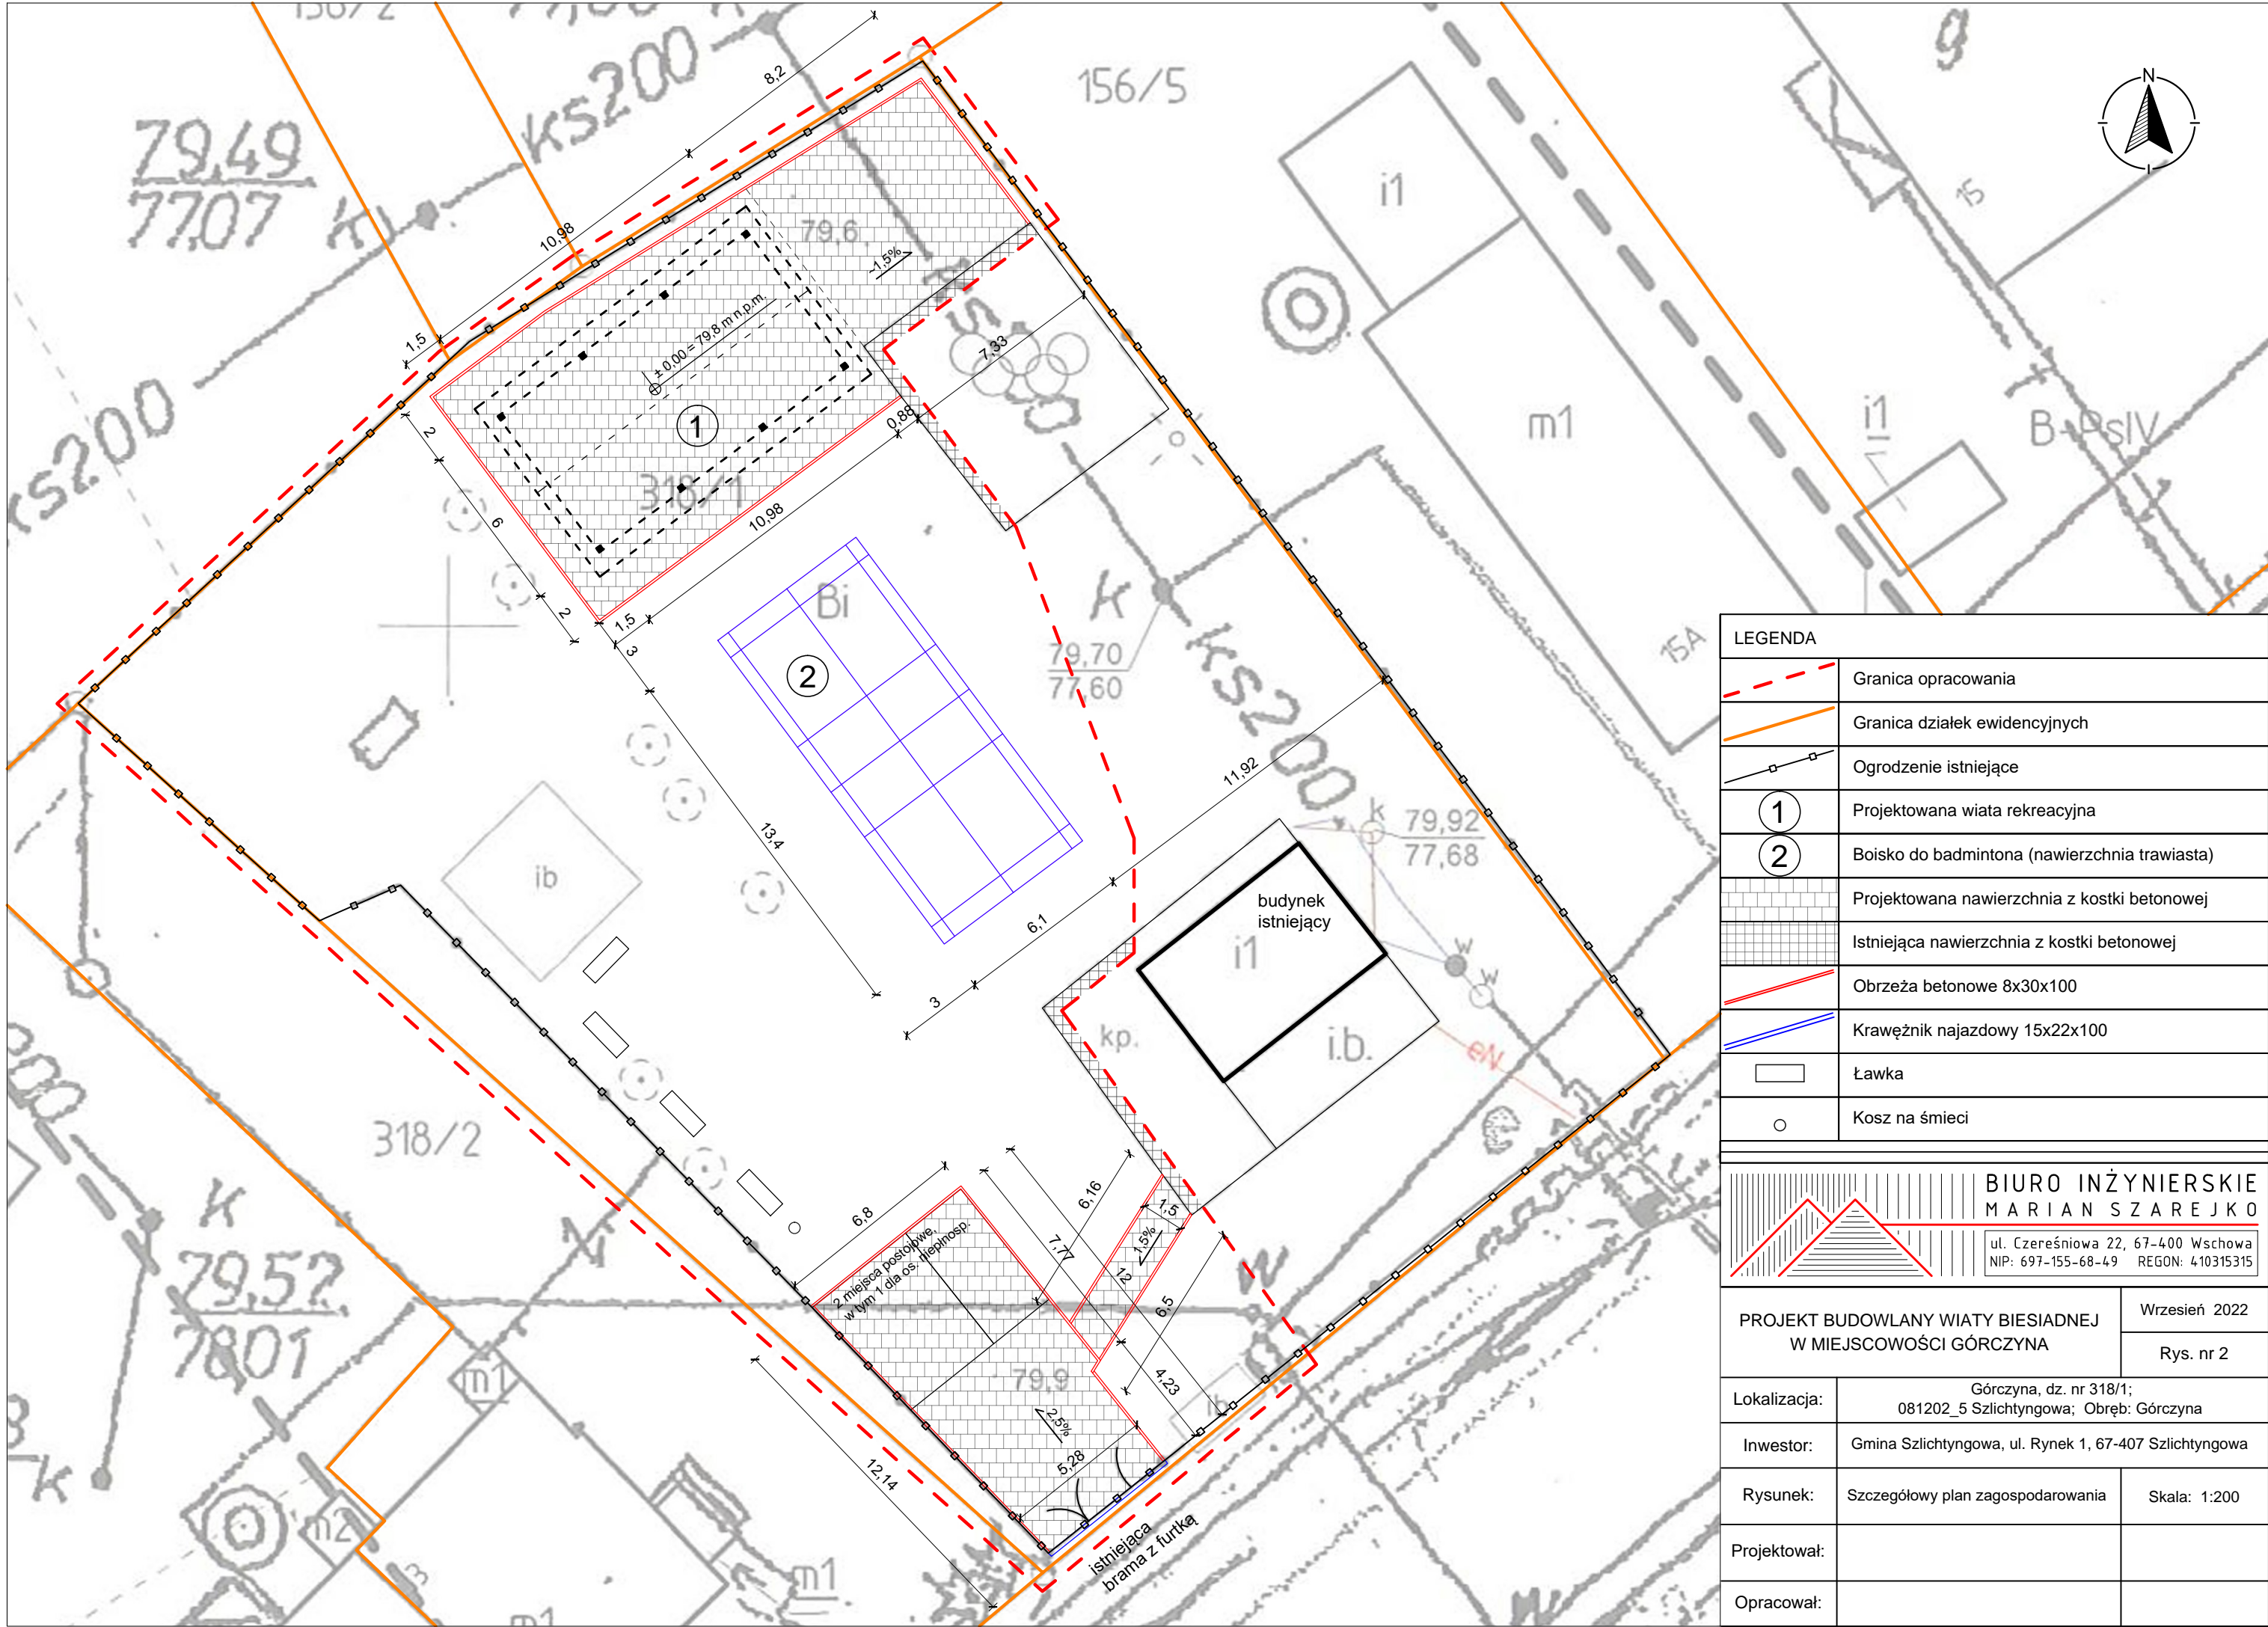 156/2
77,00
ks200
8,2
156/5
g
N
79,49
77,07
k
i1
15
10,98
79,6
-1,5%
1,5
± 0,00 = 79,8 m n.p.m.
7,33
ks200
2
1
0,88
m1
i1
B-PsIV
318/1
6
10,98
Bi
k
2
1,5
3
2
79,70
77,60
ks200
15A
11,92
13,4
k
79,92
77,68
ib
budynek
istniejący
i1
6,1
w
w
3
kp.
i.b.
eN
e
318/2
6,16
6,8
1,5
7,77
1,5%
12
6,5
k
2 miejsca postojowe,
w tym 1 dla os. niepełnosp.
w
79,52
78,01
79,9
4,23
ib
m1
2,5%
5,28
12,14
k
m2
3
istniejąca
brama z furtką
m1
m1
LEGENDA
Granica opracowania
Granica działek ewidencyjnych
Ogrodzenie istniejące
1 Projektowana wiata rekreacyjna
2 Boisko do badmintona (nawierzchnia trawiasta)
Projektowana nawierzchnia z kostki betonowej
Istniejąca nawierzchnia z kostki betonowej
Obrzeża betonowe 8x30x100
Krawężnik najazdowy 15x22x100
Ławka
Kosz na śmieci
BIURO INŻYNIERSKIE
MARIAN SZAREJKO
ul. Czereśniowa 22, 67-400 Wschowa
NIP: 697-155-68-49 REGON: 410315315
PROJEKT BUDOWLANY WIATY BIESIADNEJ
W MIEJSCOWOŚCI GÓRCZYNA
Wrzesień 2022
Rys. nr 2
Lokalizacja:
Górczyna, dz. nr 318/1;
081202_5 Szlichtyngowa; Obręb: Górczyna
Inwestor: Gmina Szlichtyngowa, ul. Rynek 1, 67-407 Szlichtyngowa
Rysunek: Szczegółowy plan zagospodarowania Skala: 1:200
Projektował:
Opracował: